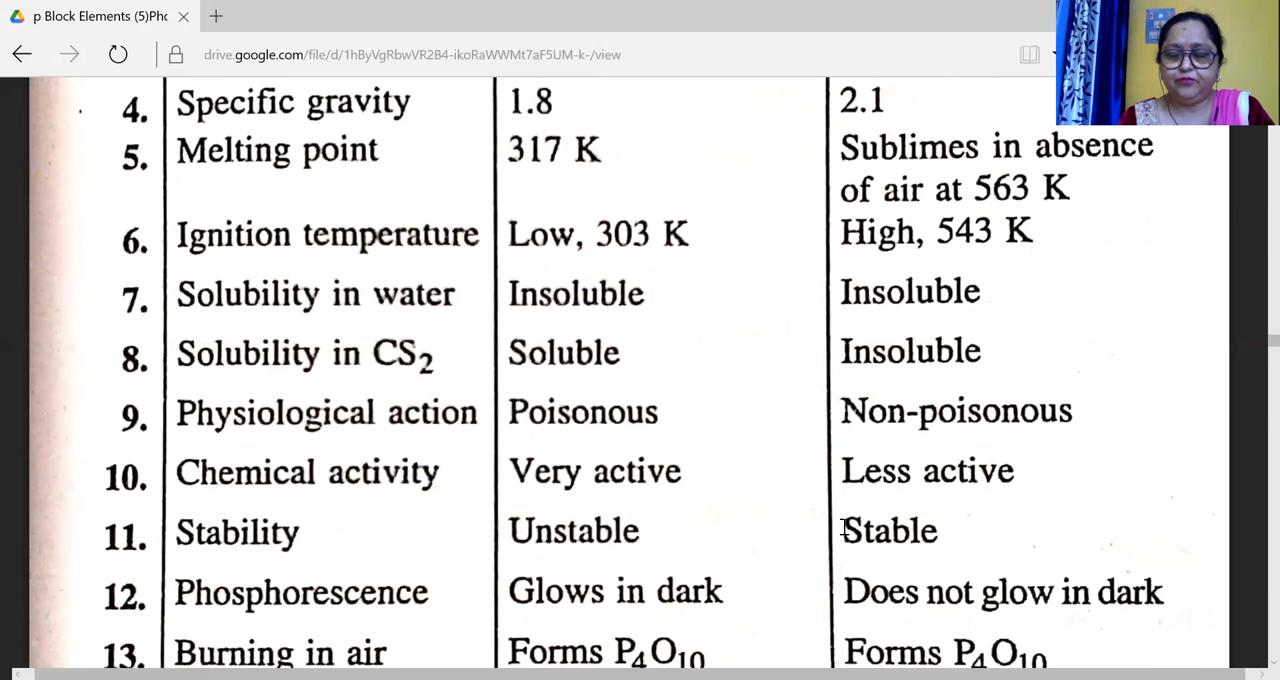 p Block Elements (5)Pho
drive.google.com/file/d/1hByVgRbwVR2B4-ikoRaWWMt7aF5UM-k-/view
4. Specific gravity 1.8 2.1
5. Melting point 317 K Sublimes in absence
of air at 563 K
6. Ignition temperature Low, 303 K High, 543 K
7. Solubility in water Insoluble Insoluble
8. Solubility in CS₂ Soluble Insoluble
9. Physiological action Poisonous Non-poisonous
10. Chemical activity Very active Less active
11. Stability Unstable Stable
12. Phosphorescence Glows in dark Does not glow in dark
13. Burning in air Forms P₄O₁₀ Forms P₄O₁₀